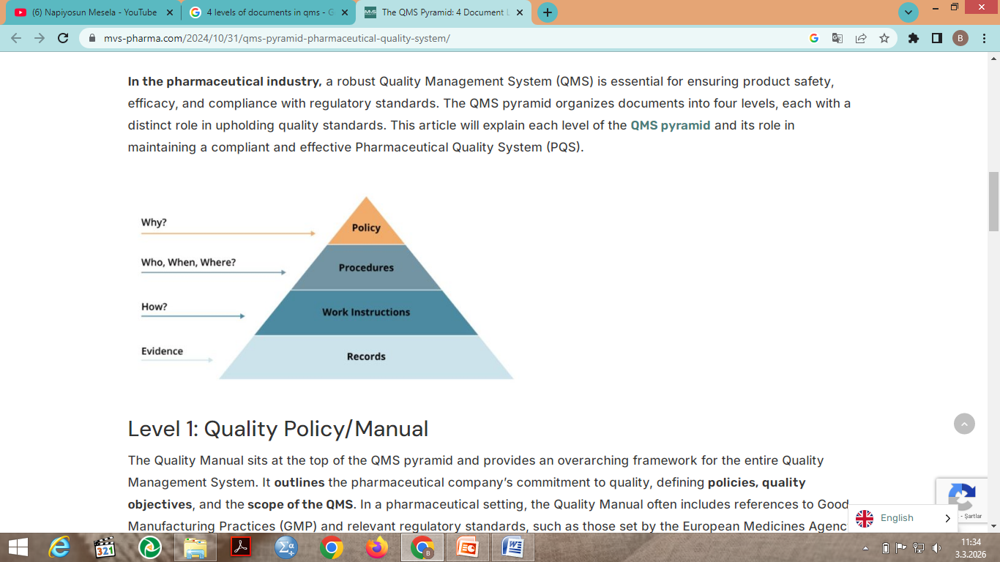 (6) Napiyosun Mesela - YouTube
4 levels of documents in qms - G
The QMS Pyramid: 4 Document L
mvs-pharma.com/2024/10/31/qms-pyramid-pharmaceutical-quality-system/
B
In the pharmaceutical industry, a robust Quality Management System (QMS) is essential for ensuring product safety,
efficacy, and compliance with regulatory standards. The QMS pyramid organizes documents into four levels, each with a
distinct role in upholding quality standards. This article will explain each level of the QMS pyramid and its role in
maintaining a compliant and effective Pharmaceutical Quality System (PQS).
Why?
Policy
Who, When, Where?
Procedures
How?
Work Instructions
Evidence
Records
Level 1: Quality Policy/Manual
The Quality Manual sits at the top of the QMS pyramid and provides an overarching framework for the entire Quality
Management System. It outlines the pharmaceutical company's commitment to quality, defining policies, quality
objectives, and the scope of the QMS. In a pharmaceutical setting, the Quality Manual often includes references to Good
Manufacturing Practices (GMP) and relevant regulatory standards, such as those set by the European Medicines Agenc
- Şartlar
English
321
Σα
B
11:34
3.3.2026